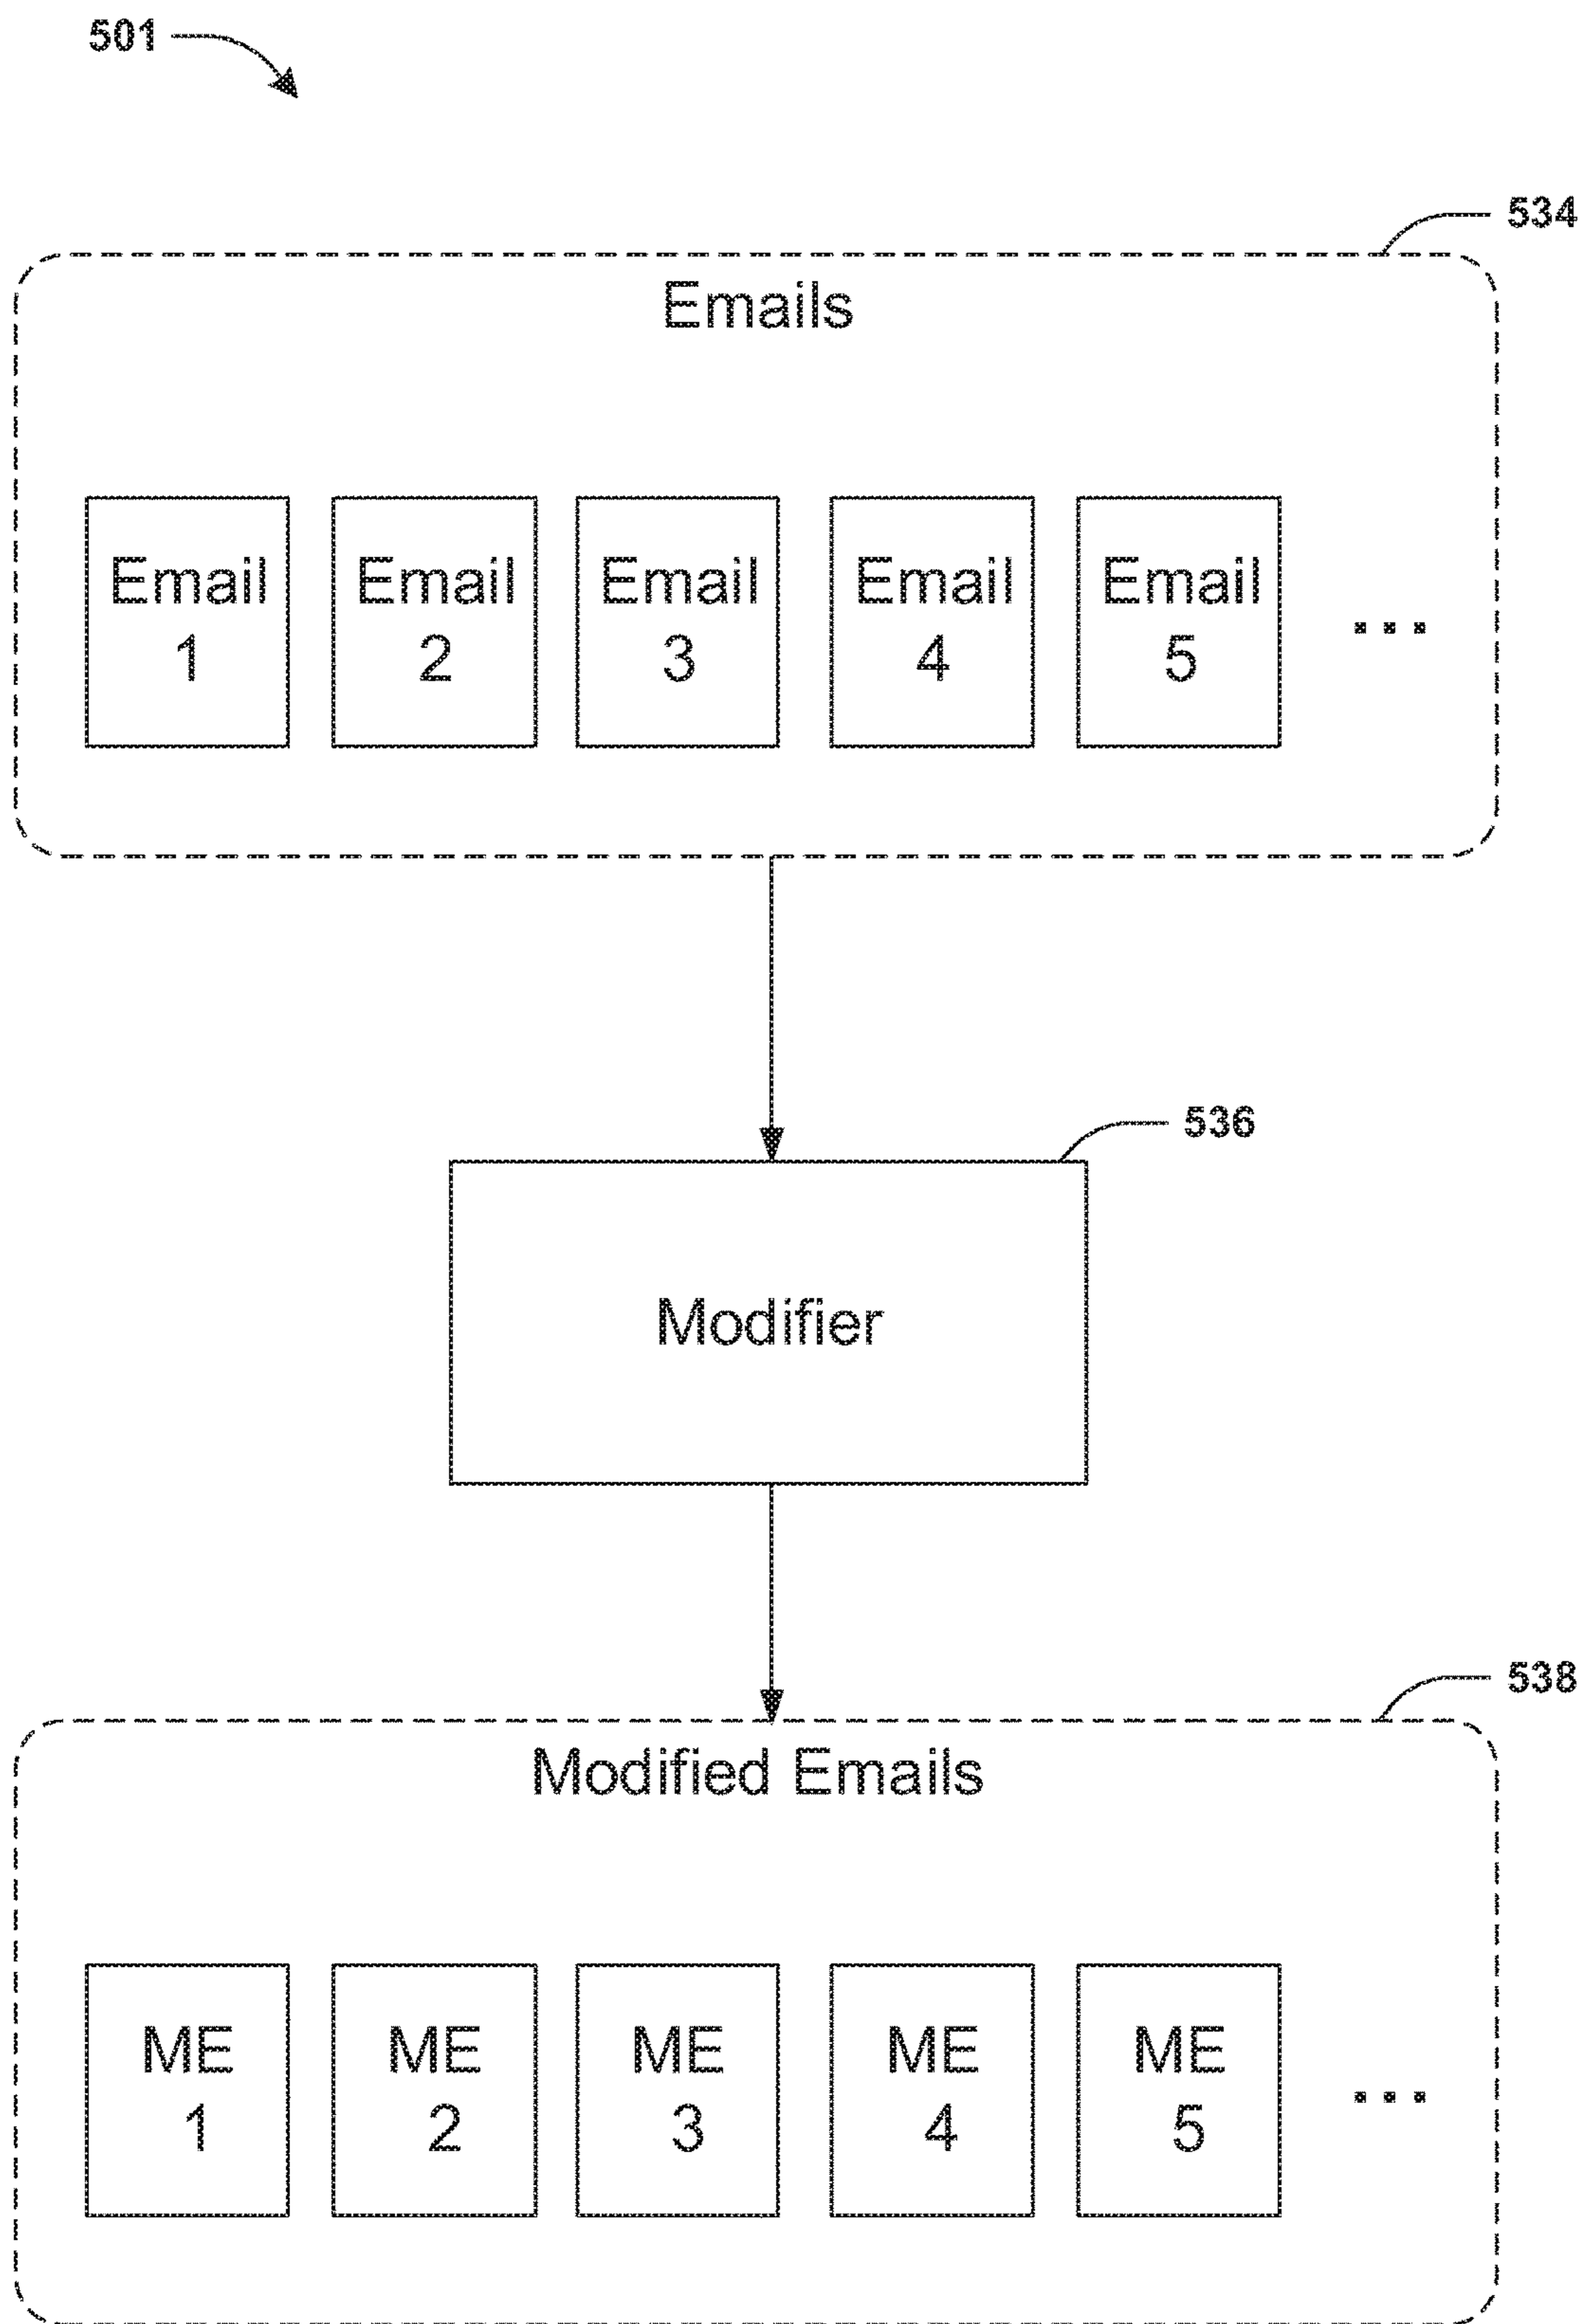 501
534
Emails
Email Email Email Email Email
1 2 3 4 5 ...
536
Modifier
538
Modified Emails
ME ME ME ME ME
1 2 3 4 5 ...